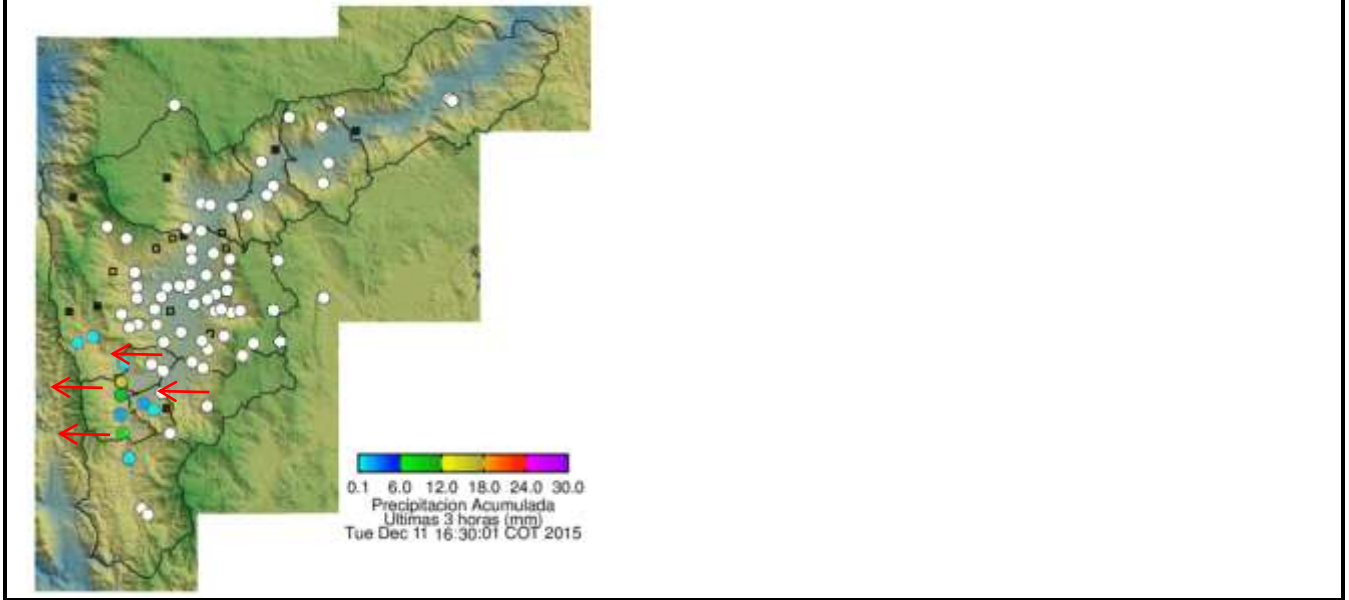 0.1 6.0 12.0 18.0 24.0 30.0
Precipitacion Acumulada
Ultimas 3 horas (mm)
Tue Dec 11 16:30:01 COT 2015